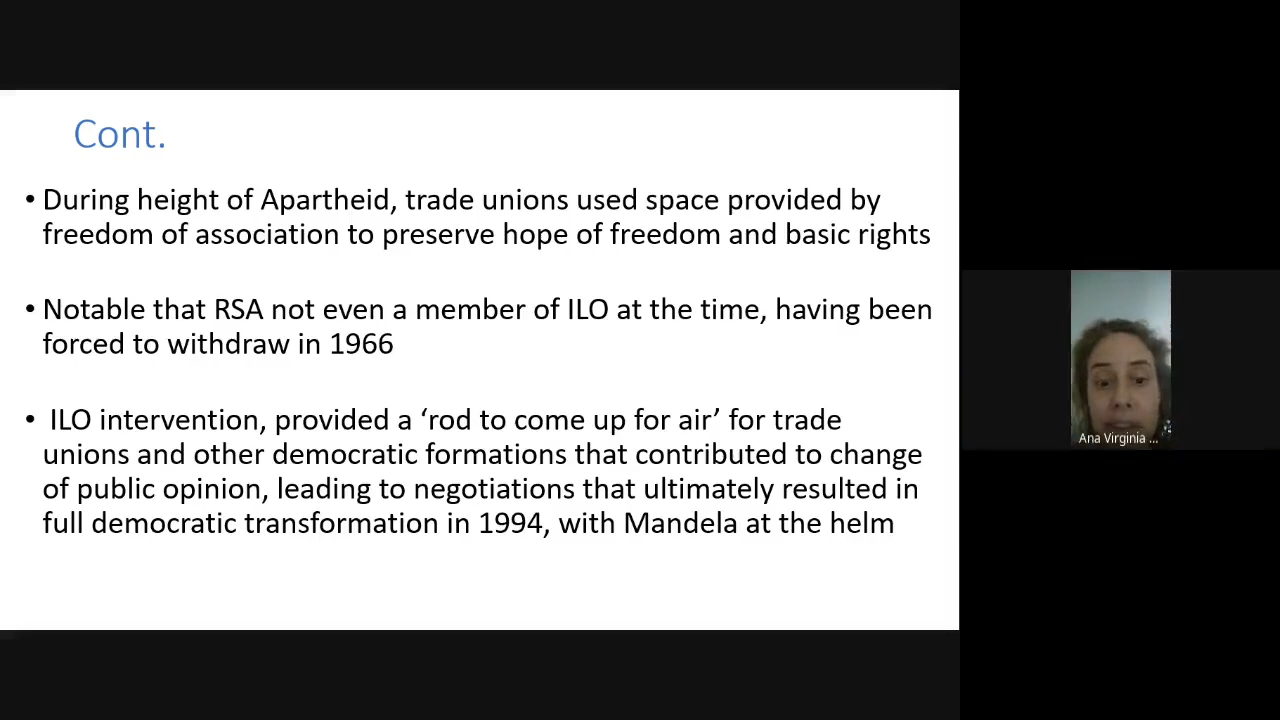 Cont.
• During height of Apartheid, trade unions used space provided by
freedom of association to preserve hope of freedom and basic rights
• Notable that RSA not even a member of ILO at the time, having been
forced to withdraw in 1966
• ILO intervention, provided a ‘rod to come up for air’ for trade
unions and other democratic formations that contributed to change
of public opinion, leading to negotiations that ultimately resulted in
full democratic transformation in 1994, with Mandela at the helm
Ana Virginia ...